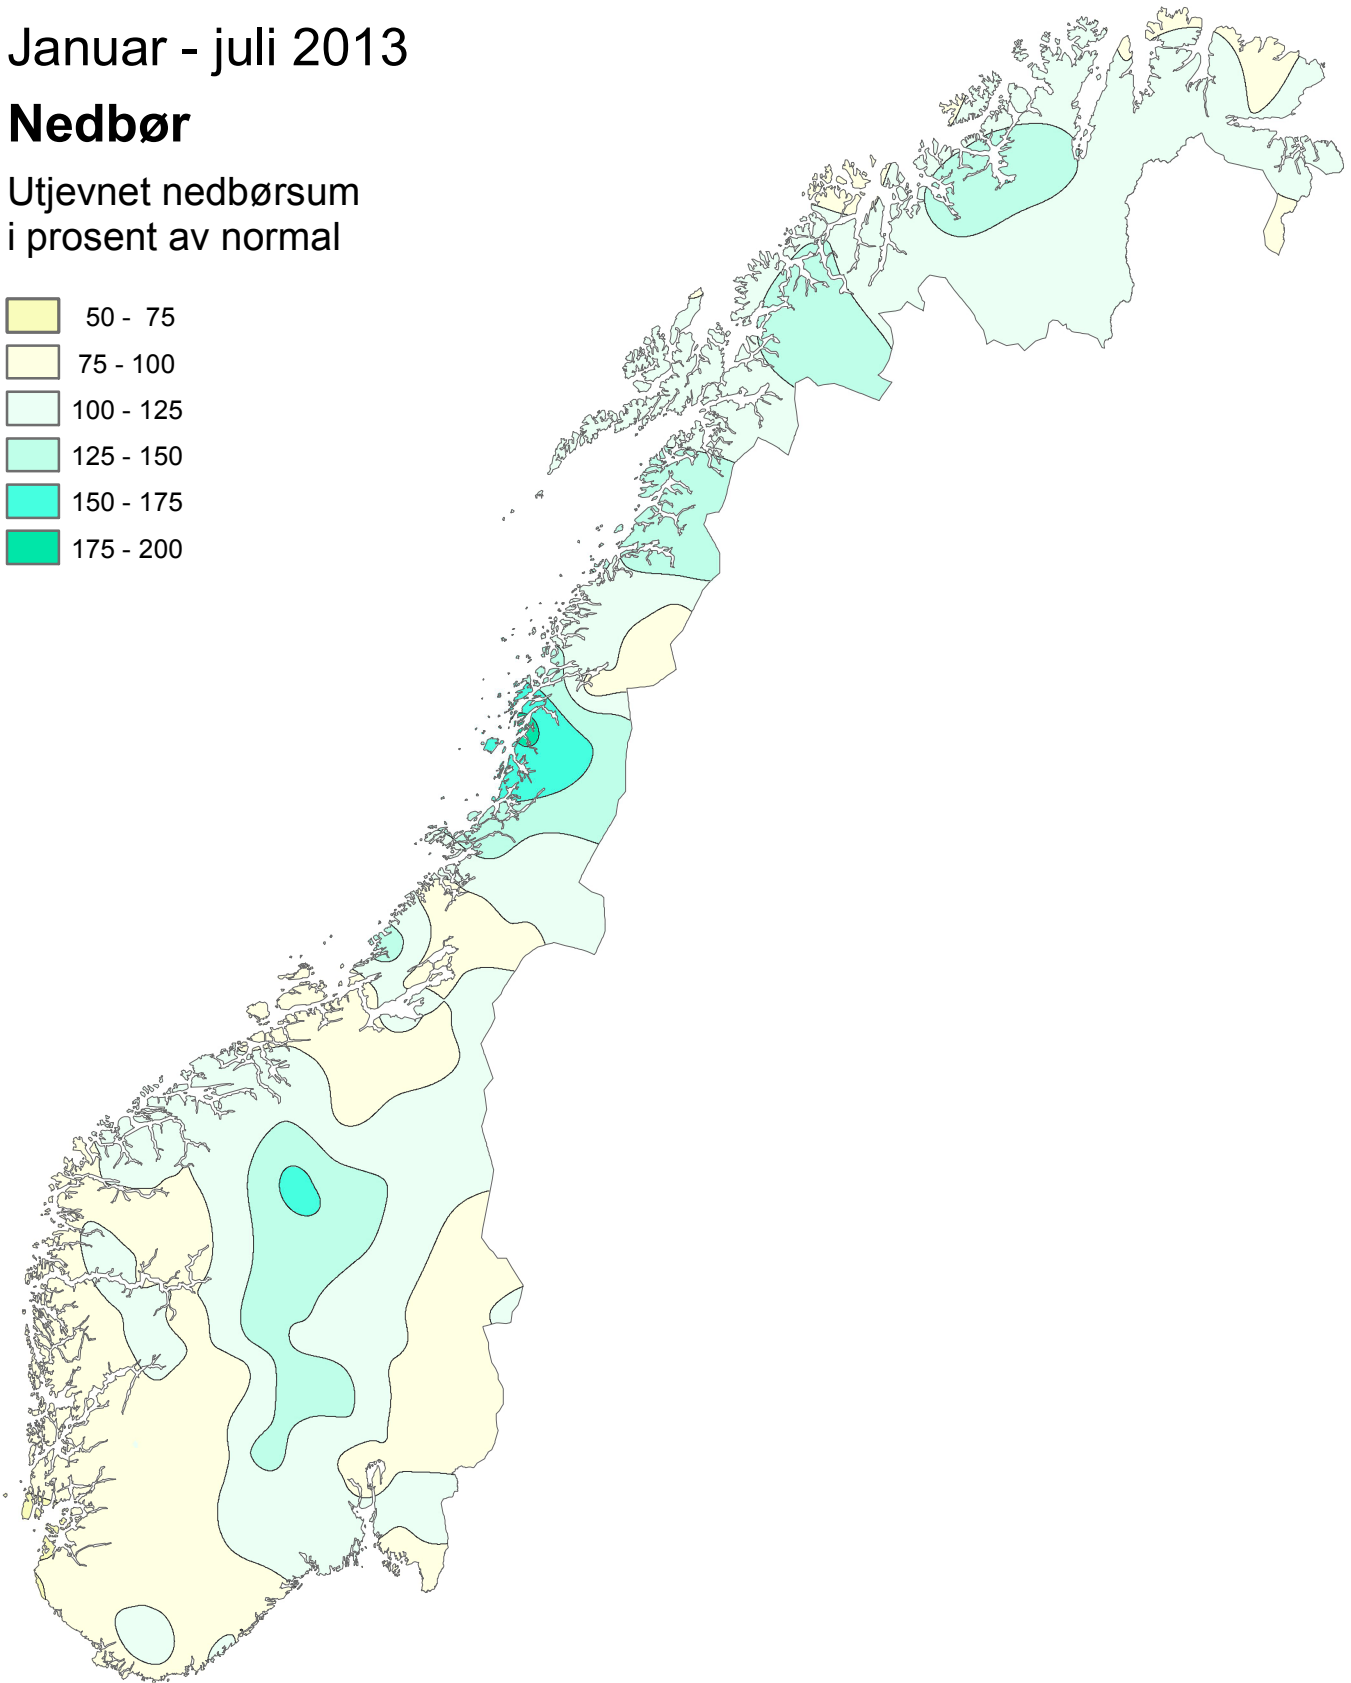 Januar - juli 2013
Nedbør
Utjevnet nedbørsum
i prosent av normal
50 - 75
75 - 100
100 - 125
125 - 150
150 - 175
175 - 200